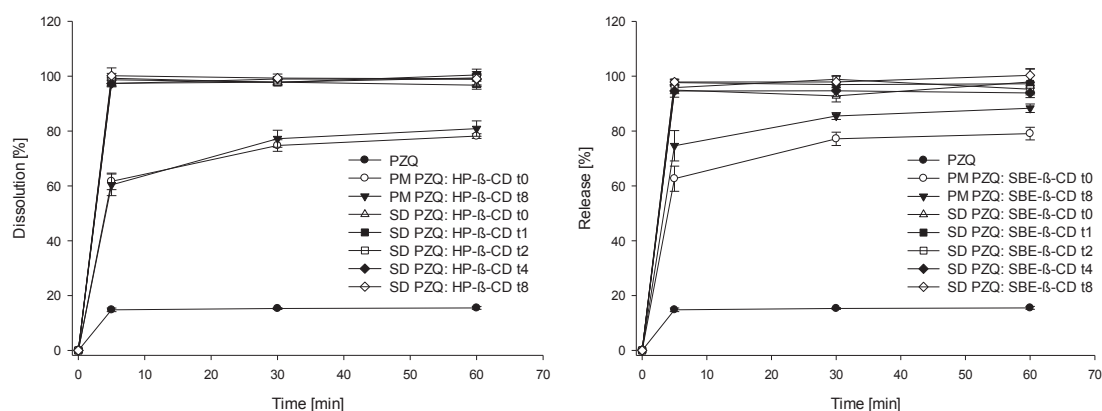 120
100
80
60
40
20
0
Dissolution [%]
0 10 20 30 40 50 60 70
Time [min]
PZQ
PM PZQ: HP-ß-CD t0
PM PZQ: HP-ß-CD t8
SD PZQ: HP-ß-CD t0
SD PZQ: HP-ß-CD t1
SD PZQ: HP-ß-CD t2
SD PZQ: HP-ß-CD t4
SD PZQ: HP-ß-CD t8
120
100
80
60
40
20
0
Release [%]
0 10 20 30 40 50 60 70
Time [min]
PZQ
PM PZQ: SBE-ß-CD t0
PM PZQ: SBE-ß-CD t8
SD PZQ: SBE-ß-CD t0
SD PZQ: SBE-ß-CD t1
SD PZQ: SBE-ß-CD t2
SD PZQ: SBE-ß-CD t4
SD PZQ: SBE-ß-CD t8